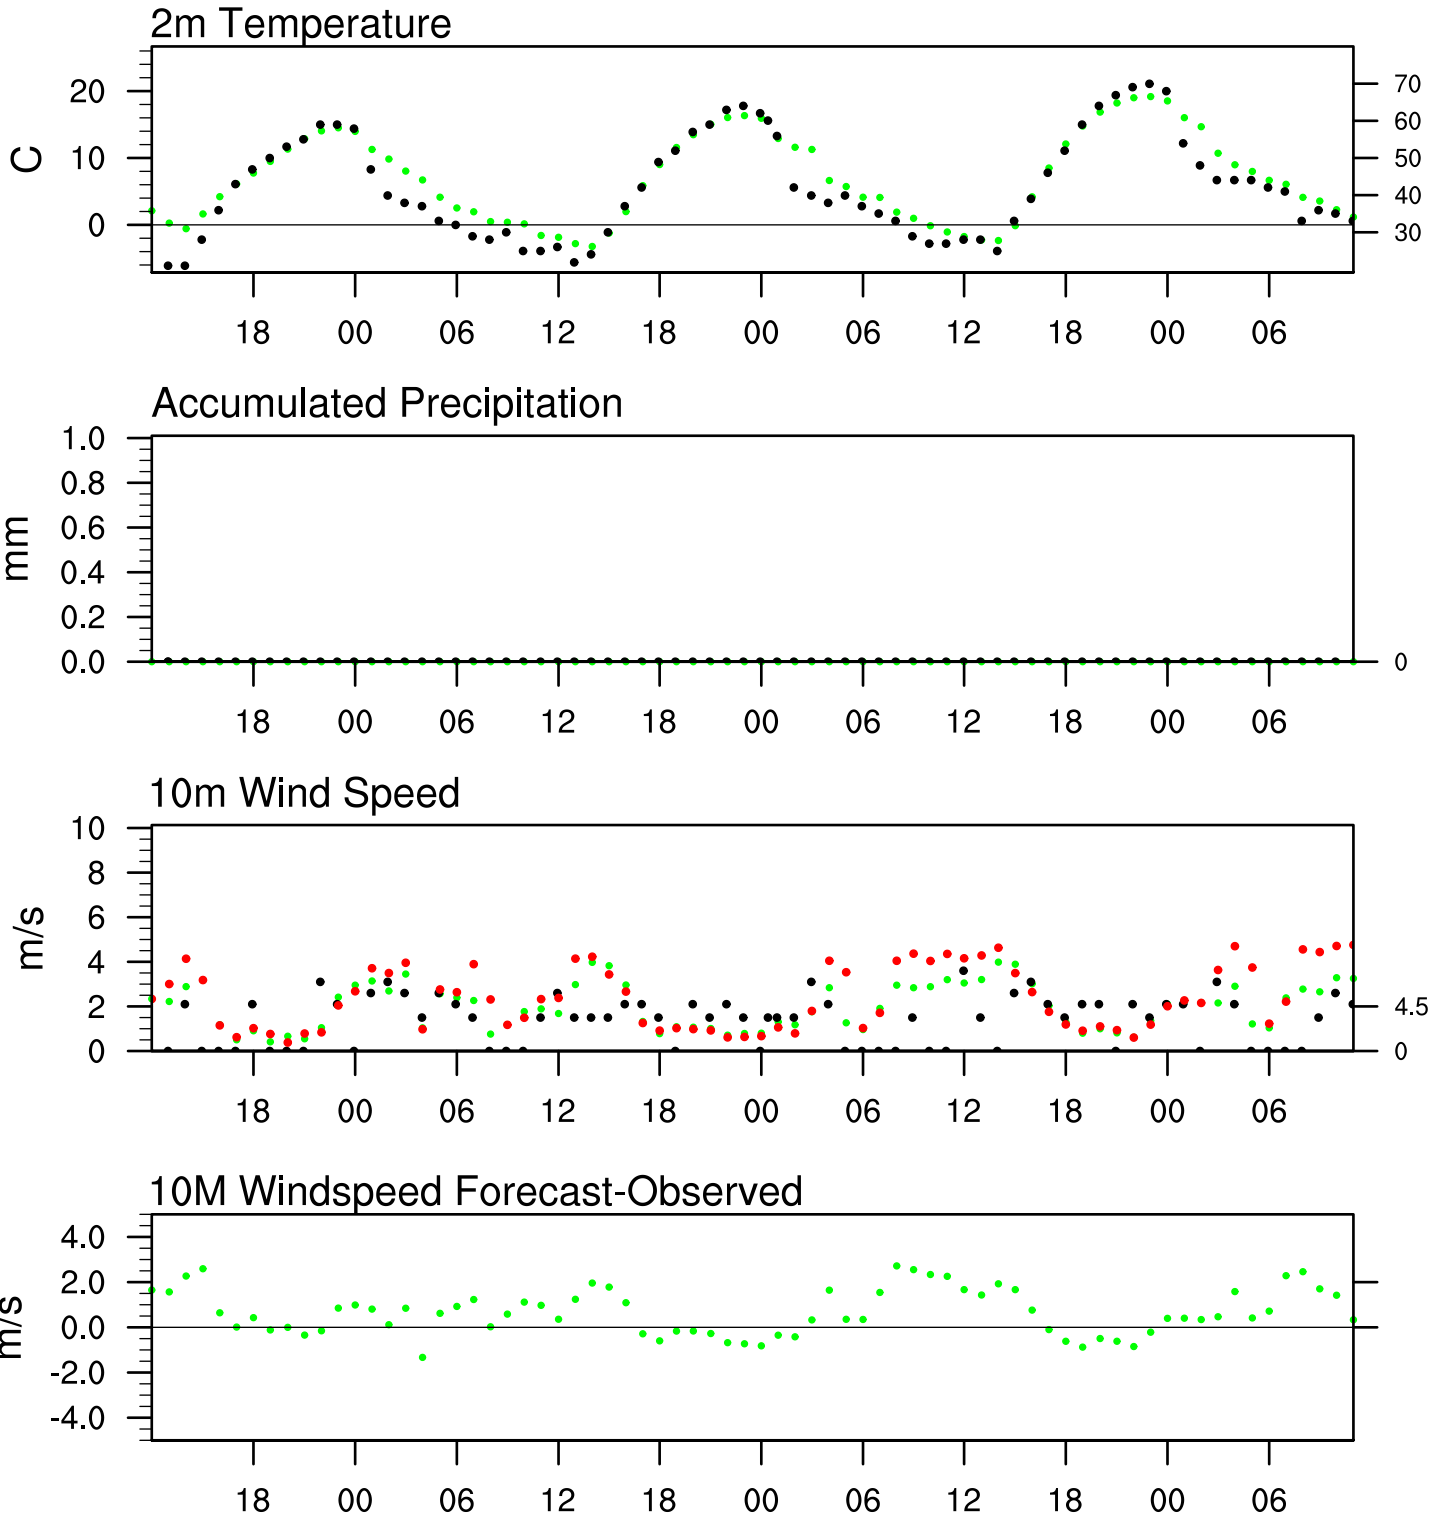 2m Temperature
20
10
0
C
70
60
50
40
30
18 00 06 12 18 00 06 12 18 00 06
Accumulated Precipitation
1.0
0.8
0.6
0.4
0.2
0.0
mm
0
18 00 06 12 18 00 06 12 18 00 06
10m Wind Speed
10
8
6
4
2
0
m/s
4.5
0
18 00 06 12 18 00 06 12 18 00 06
10M Windspeed Forecast-Observed
4.0
2.0
0.0
-2.0
-4.0
m/s
18 00 06 12 18 00 06 12 18 00 06